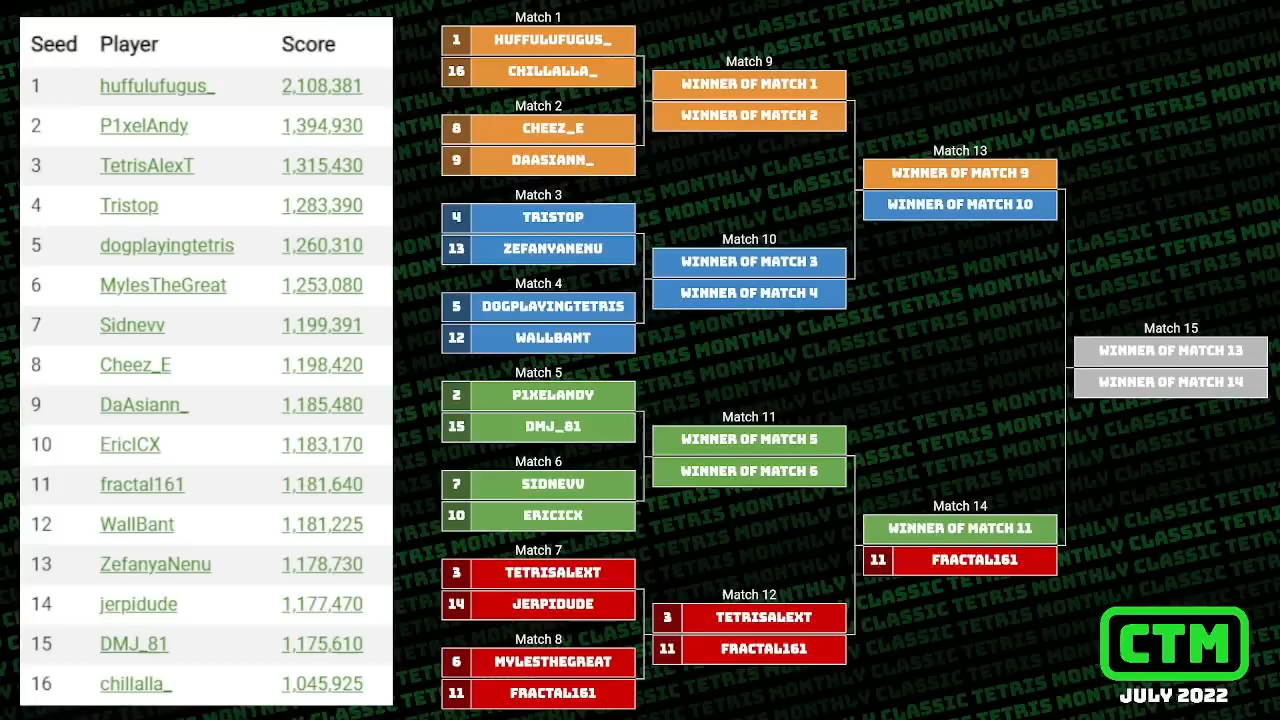 Seed Player Score
1 huffulufugus_ 2,108,381
2 P1xelAndy 1,394,930
3 TetrisAlexT 1,315,430
4 Tristop 1,283,390
5 dogplayingtetris 1,260,310
6 MylesTheGreat 1,253,080
7 Sidnevv 1,199,391
8 Cheez_E 1,198,420
9 DaAsiann_ 1,185,480
10 EricICX 1,183,170
11 fractal161 1,181,640
12 WallBant 1,181,225
13 ZefanyaNenu 1,178,730
14 jerpidude 1,177,470
15 DMJ_81 1,175,610
16 chillalla_ 1,045,925
Match 1
1 HUFFULUFUGUS_
16 CHILLALLA_
Match 2
8 CHEEZ_E
9 DAASIANN_
Match 3
4 TRISTOP
13 ZEFANYANENU
Match 4
5 DOGPLAYINGTETRIS
12 WALLBANT
Match 5
2 P1XELANDY
15 DMJ_81
Match 6
7 SIDNEVV
10 ERICICX
Match 7
3 TETRISALEXT
14 JERPIDUDE
Match 8
6 MYLESTHEGREAT
11 FRACTAL161
Match 9
WINNER OF MATCH 1
WINNER OF MATCH 2
Match 10
WINNER OF MATCH 3
WINNER OF MATCH 4
Match 11
WINNER OF MATCH 5
WINNER OF MATCH 6
Match 12
3 TETRISALEXT
11 FRACTAL161
Match 13
WINNER OF MATCH 9
WINNER OF MATCH 10
Match 14
WINNER OF MATCH 11
11 FRACTAL161
Match 15
WINNER OF MATCH 13
WINNER OF MATCH 14
CTM
JULY 2022